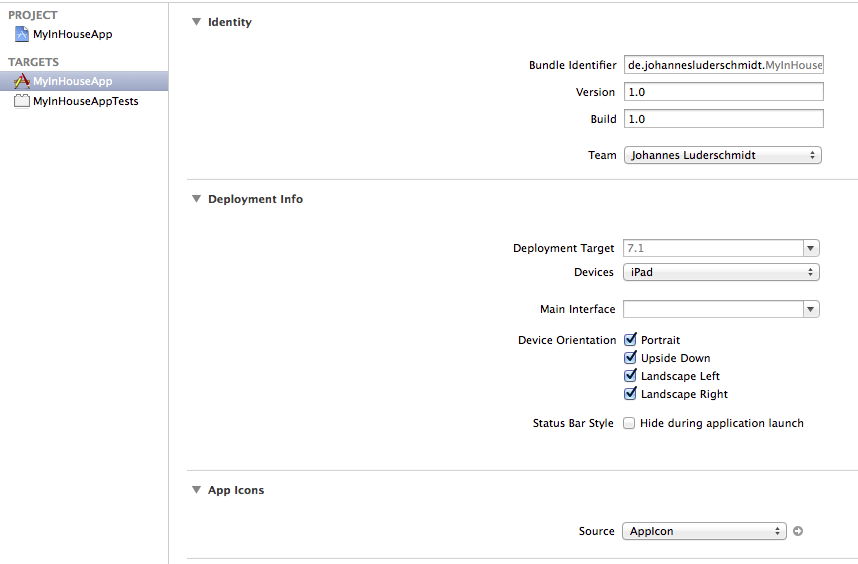 PROJECT
MyInHouseApp
TARGETS
MyInHouseApp
MyInHouseAppTests
Identity
Bundle Identifier de.johannesluderschmidt.MyInHouse
Version 1.0
Build 1.0
Team Johannes Luderschmidt
Deployment Info
Deployment Target 7.1
Devices iPad
Main Interface
Device Orientation Portrait
Upside Down
Landscape Left
Landscape Right
Status Bar Style Hide during application launch
App Icons
Source AppIcon